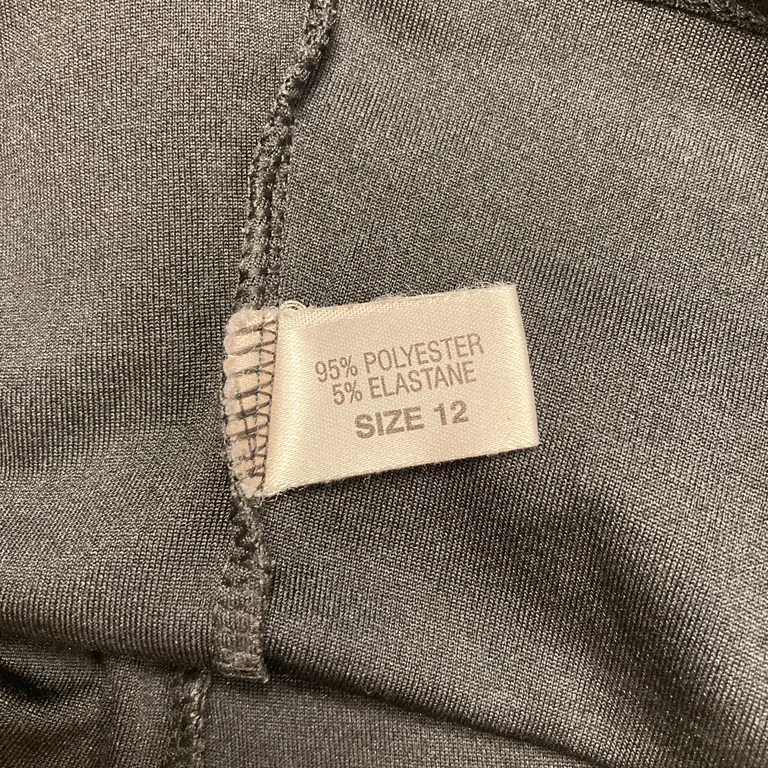 95% POLYESTER
5% ELASTANE
SIZE 12